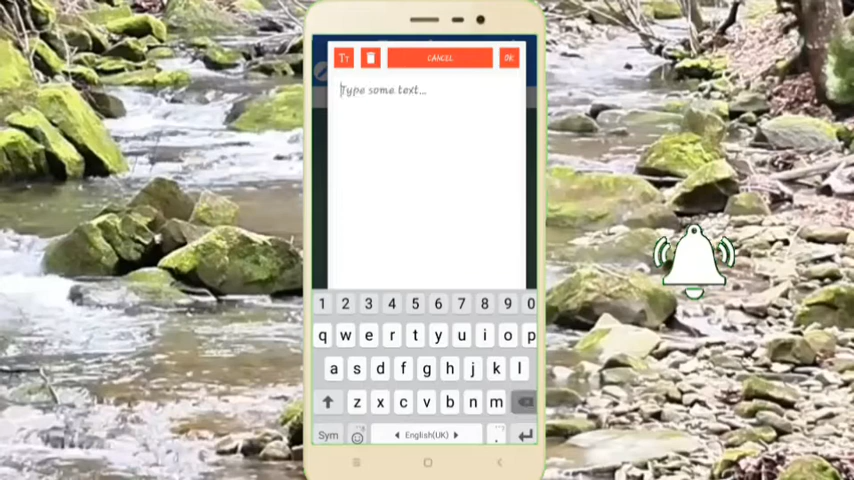 Tт CANCEL OK
Type some text...
1 2 3 4 5 6 7 8 9 0
q w e r t y u i o p
a s d f g h j k l
z x c v b n m
Sym English(UK) .